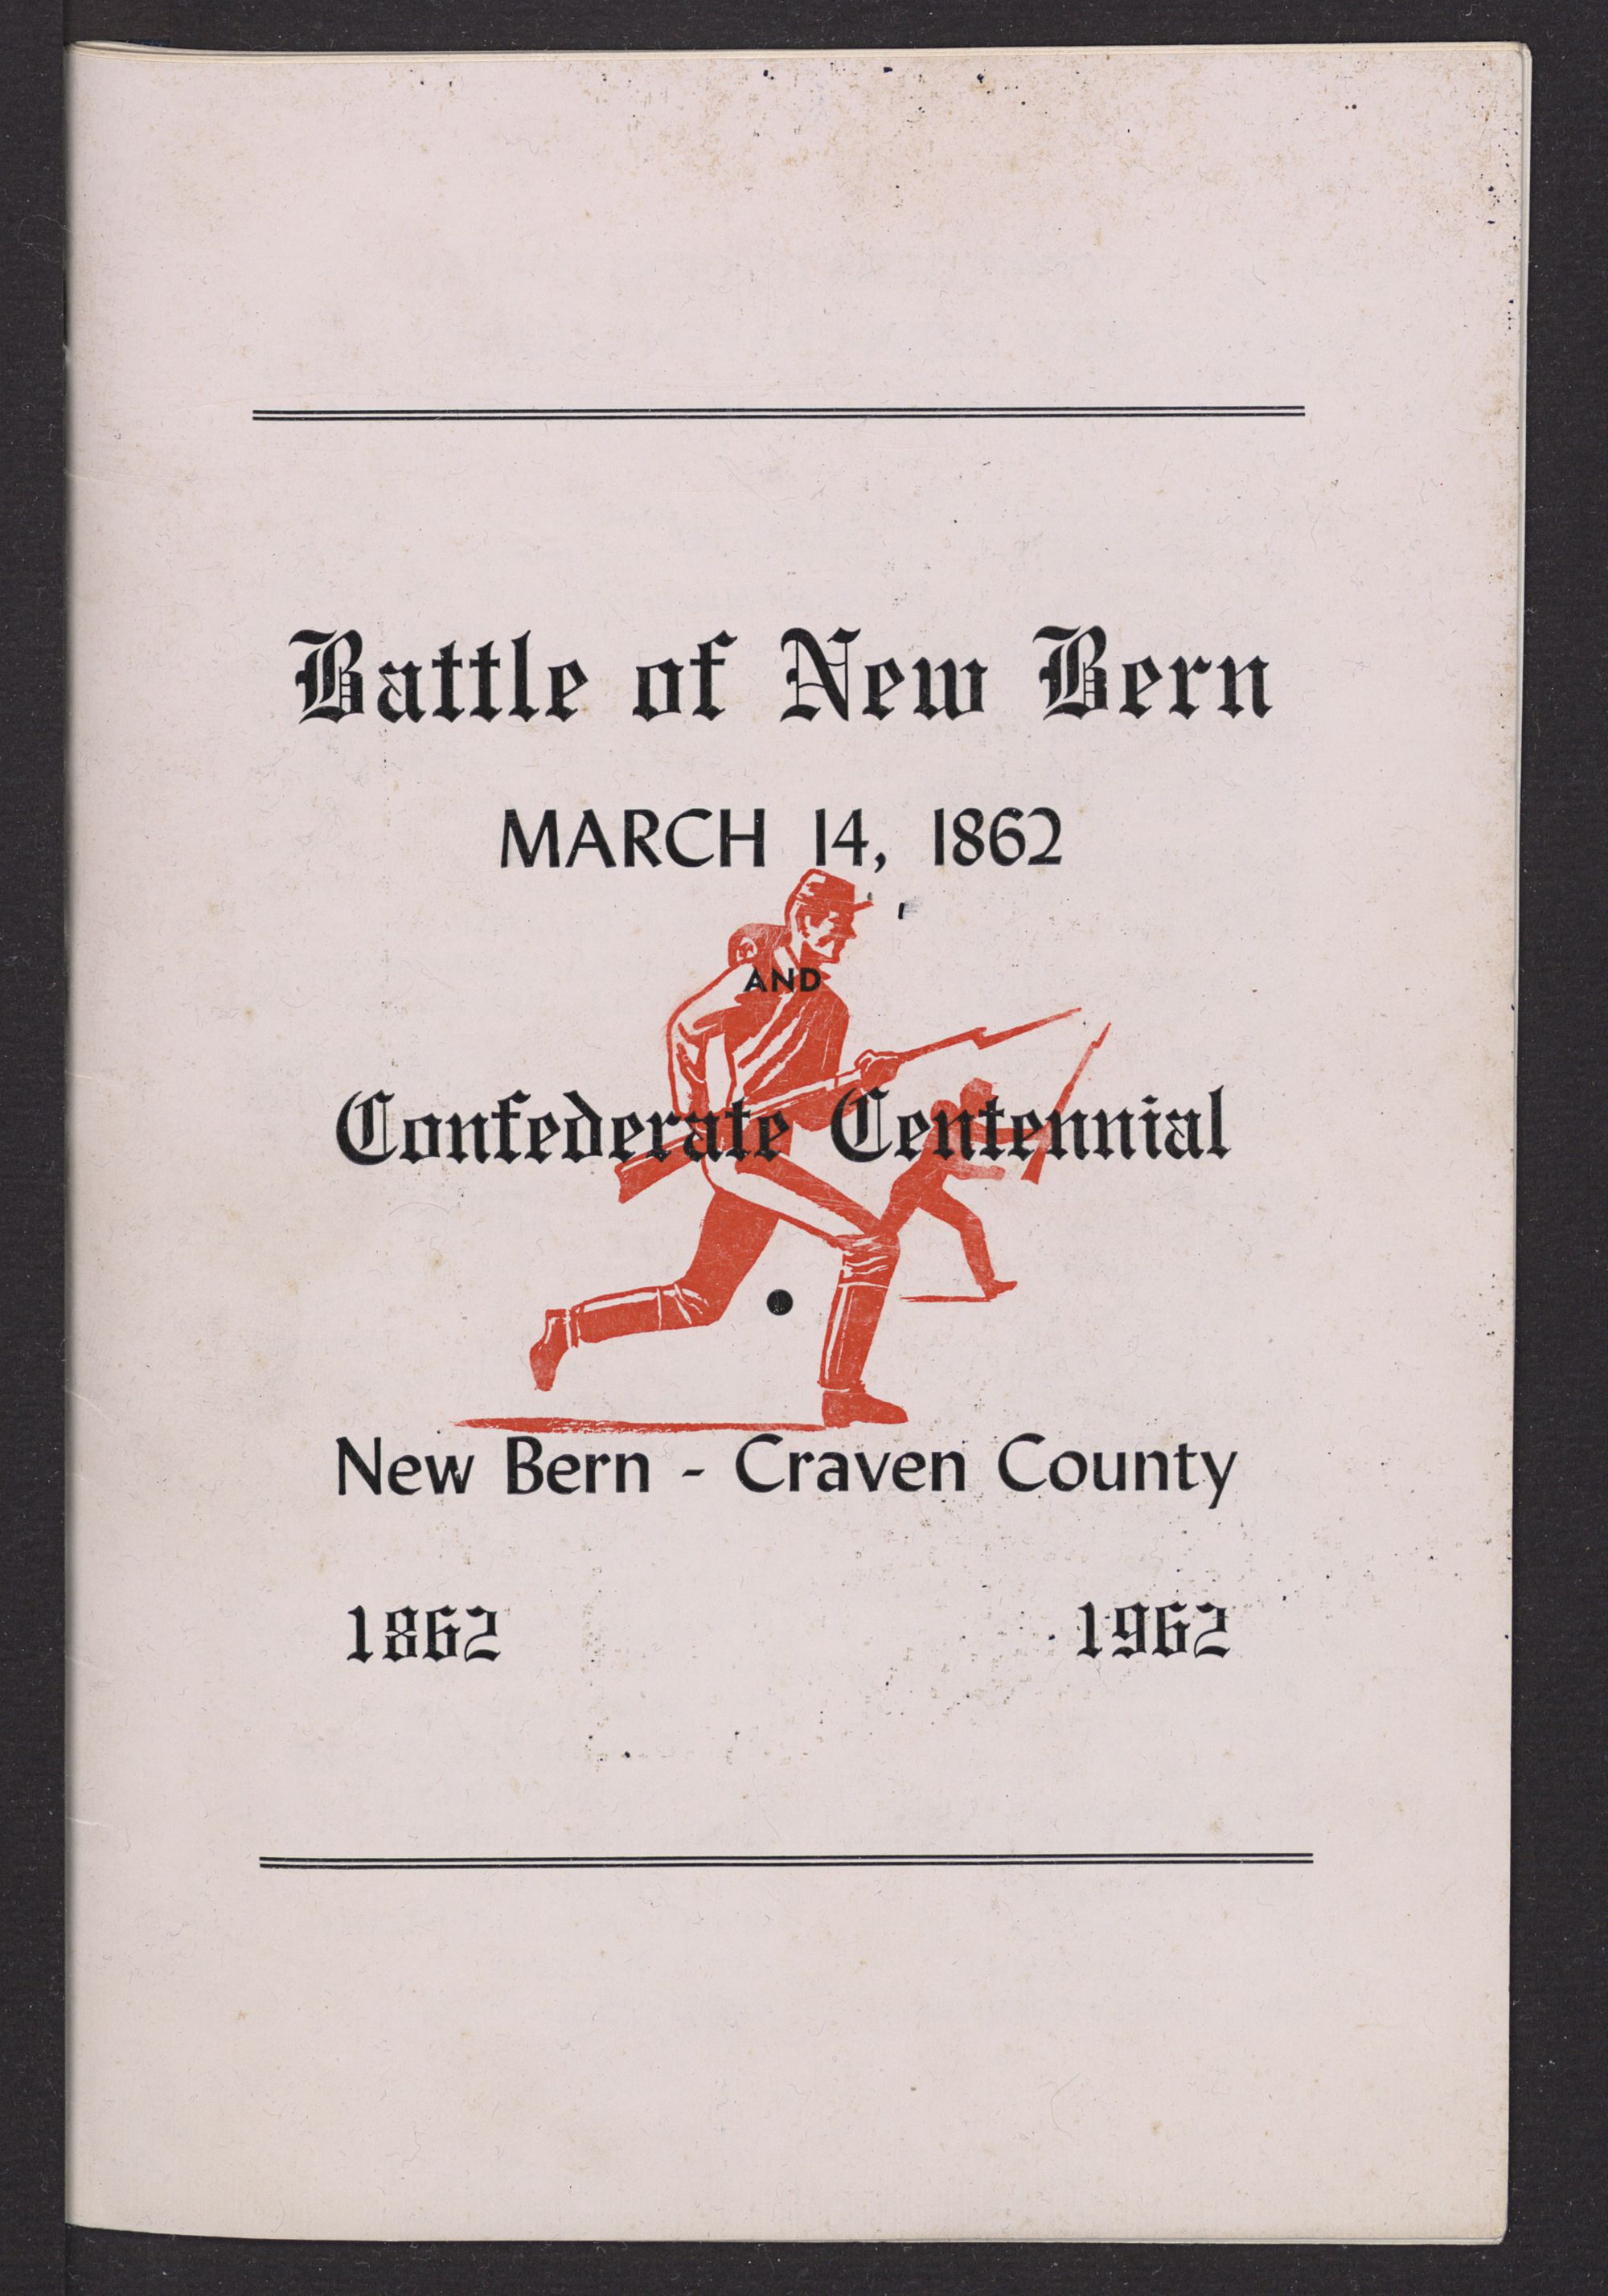 Battle of New Bern
MARCH 14, 1862
AND
Confederate Centennial
New Bern - Craven County
1862 1962